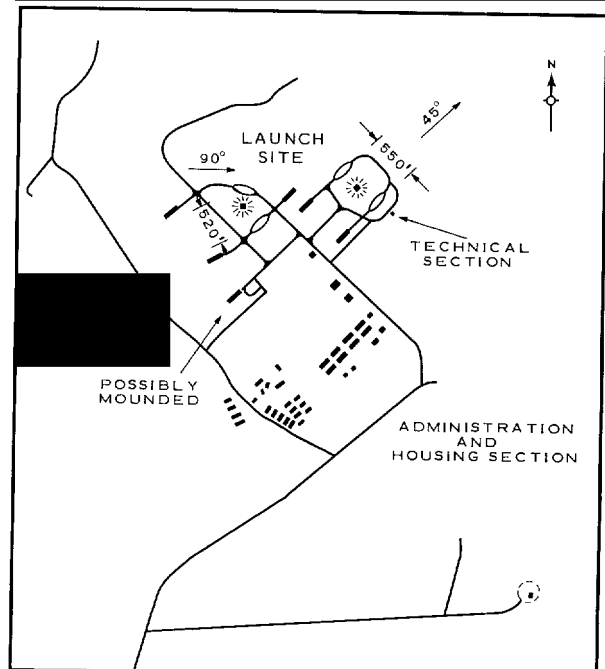 N
45°
LAUNCH
SITE
550'
90°
520'
TECHNICAL
SECTION
POSSIBLY
MOUNDED
ADMINISTRATION
AND
HOUSING SECTION